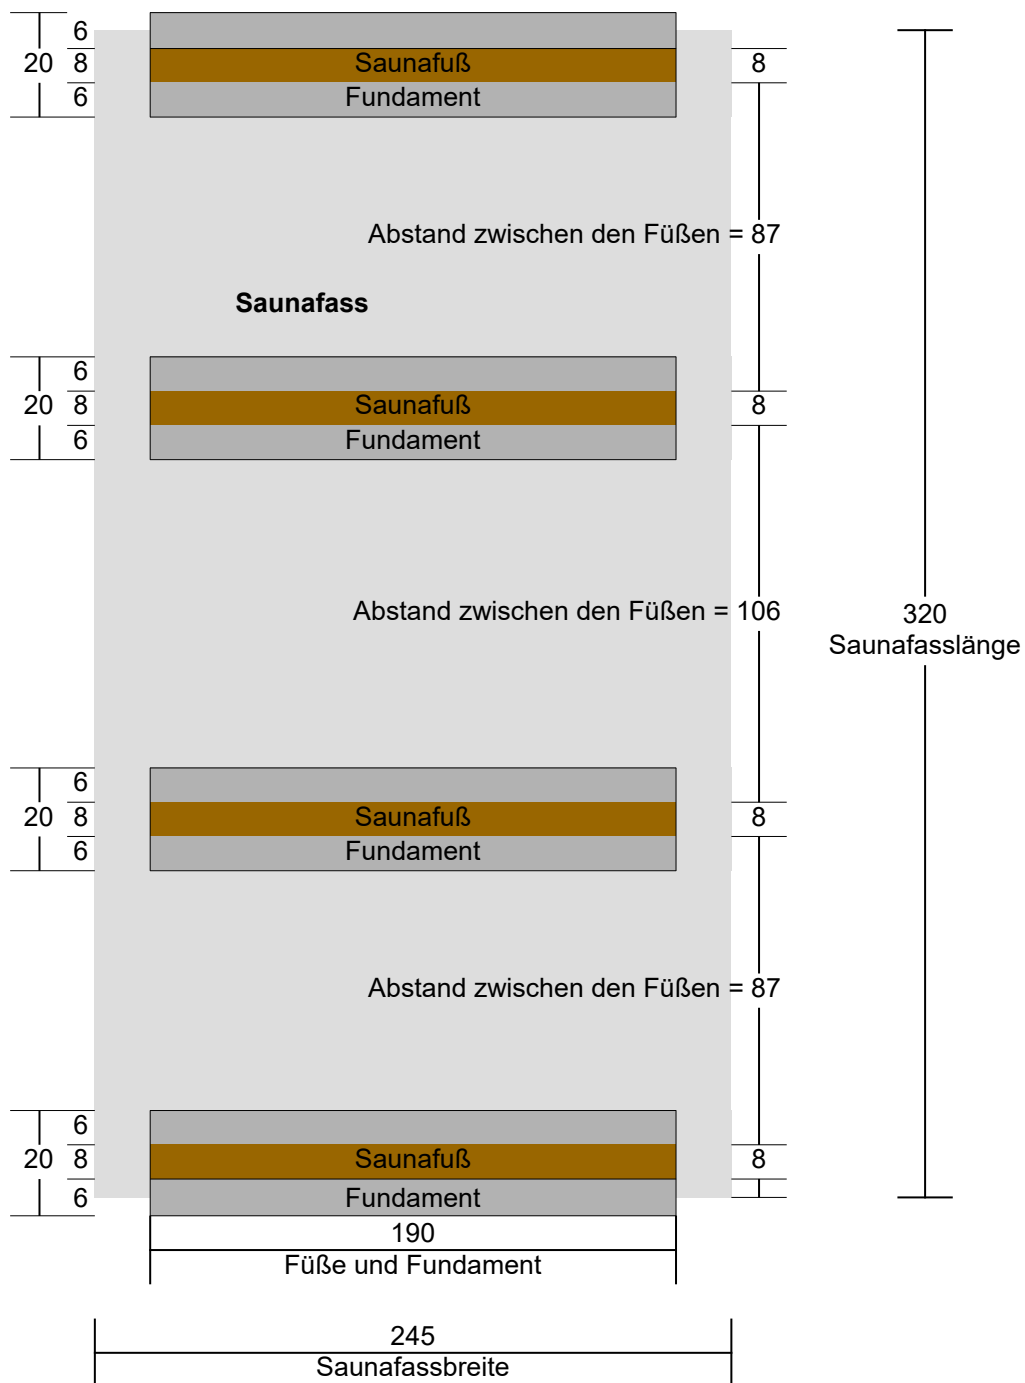 6
20 8 Saunafuß 8
6 Fundament
Abstand zwischen den Füßen = 87
Saunafass
6
20 8 Saunafuß 8
6 Fundament
Abstand zwischen den Füßen = 106
320
Saunafasslänge
6
20 8 Saunafuß 8
6 Fundament
Abstand zwischen den Füßen = 87
6
20 8 Saunafuß 8
6 Fundament
190
Füße und Fundament
245
Saunafassbreite